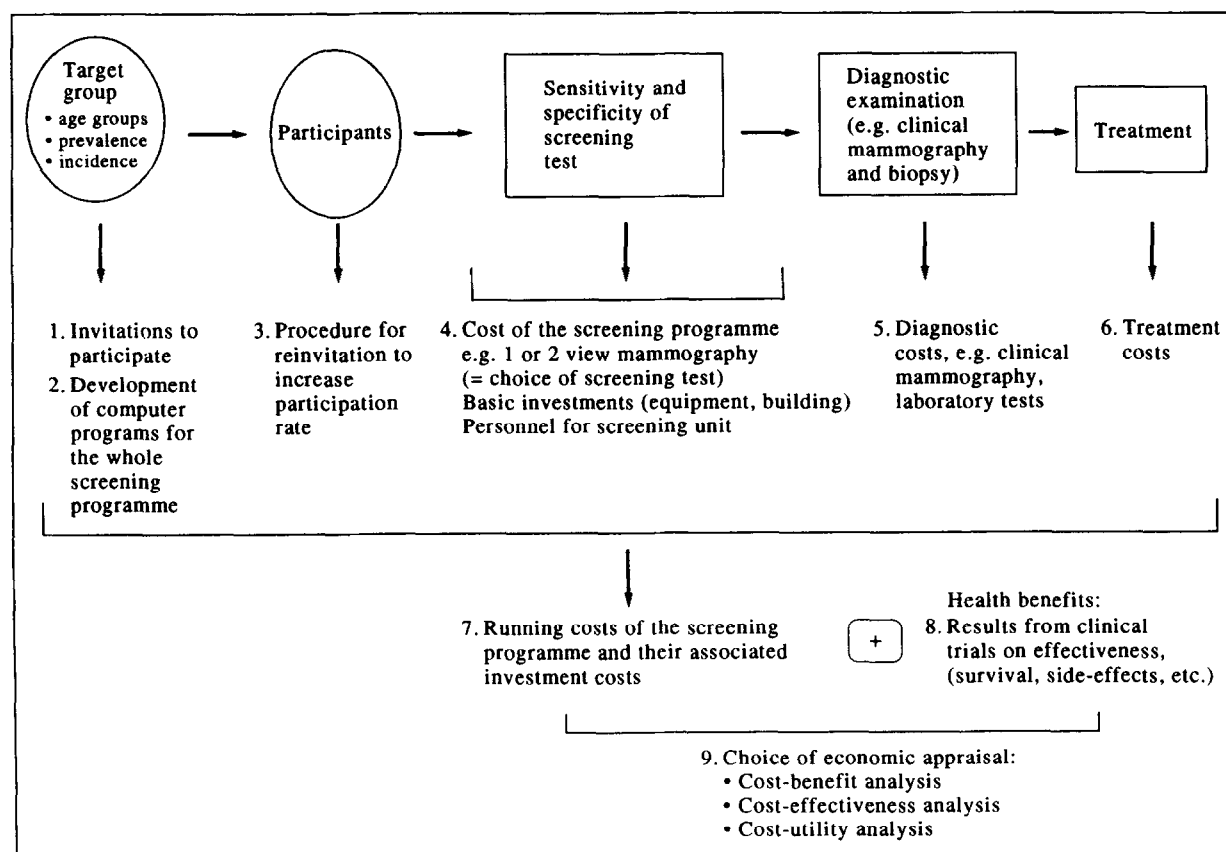 Target
group
• age groups
• prevalence
• incidence
Participants
Sensitivity and
specificity of
screening
test
Diagnostic
examination
(e.g. clinical
mammography
and biopsy)
Treatment
1. Invitations to
participate
2. Development
of computer
programs for
the whole
screening
programme
3. Procedure for
reinvitation to
increase
participation
rate
4. Cost of the screening programme
e.g. 1 or 2 view mammography
(= choice of screening test)
Basic investments (equipment, building)
Personnel for screening unit
5. Diagnostic
costs, e.g. clinical
mammography,
laboratory tests
6. Treatment
costs
7. Running costs of the screening
programme and their associated
investment costs
+
Health benefits:
8. Results from clinical
trials on effectiveness,
(survival, side-effects, etc.)
9. Choice of economic appraisal:
• Cost-benefit analysis
• Cost-effectiveness analysis
• Cost-utility analysis